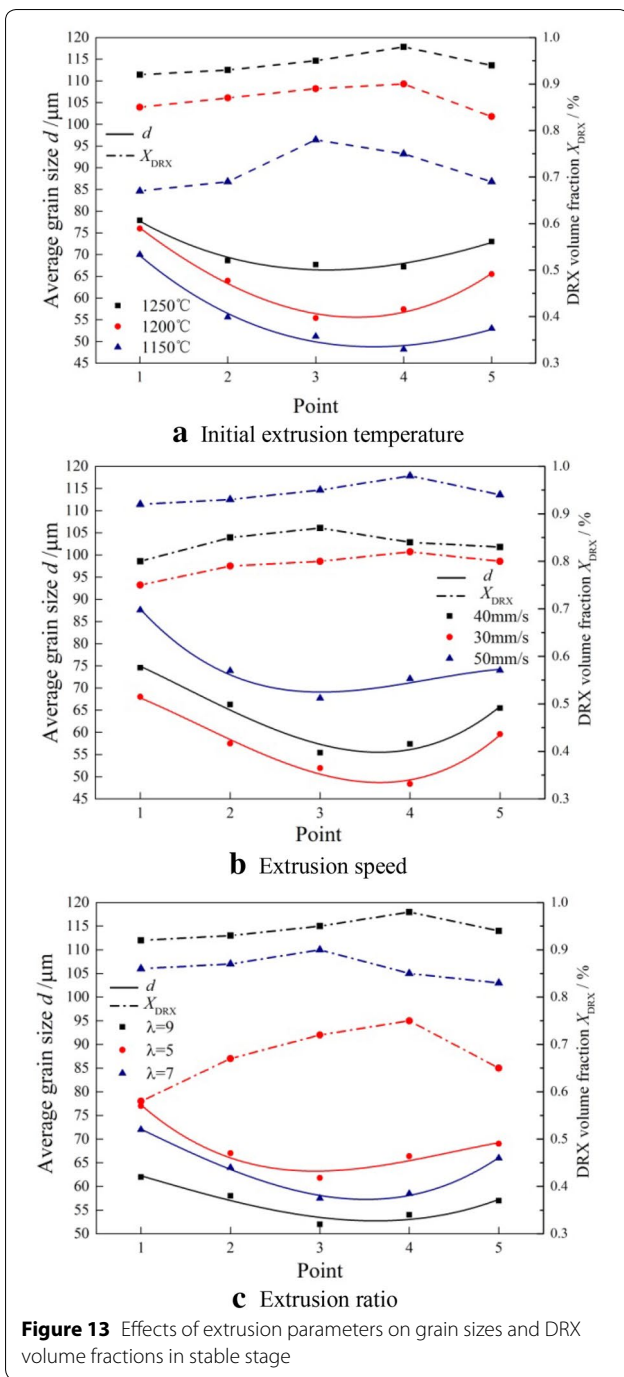 120
115
110
105
100
95
90
85
80
75
70
65
60
55
50
45
Average grain size d /μm
1.0
0.9
0.8
0.7
0.6
0.5
0.4
0.3
DRX volume fraction X_DRX / %
d
X_DRX
1250℃
1200℃
1150℃
1 2 3 4 5
Point
a Initial extrusion temperature
120
115
110
105
100
95
90
85
80
75
70
65
60
55
50
45
Average grain size d /μm
1.0
0.9
0.8
0.7
0.6
0.5
0.4
0.3
DRX volume fraction X_DRX / %
d
X_DRX
40mm/s
30mm/s
50mm/s
1 2 3 4 5
Point
b Extrusion speed
120
115
110
105
100
95
90
85
80
75
70
65
60
55
50
Average grain size d /μm
1.0
0.9
0.8
0.7
0.6
0.5
0.4
0.3
DRX volume fraction X_DRX / %
d
X_DRX
λ=9
λ=5
λ=7
1 2 3 4 5
Point
c Extrusion ratio
Figure 13 Effects of extrusion parameters on grain sizes and DRX
volume fractions in stable stage